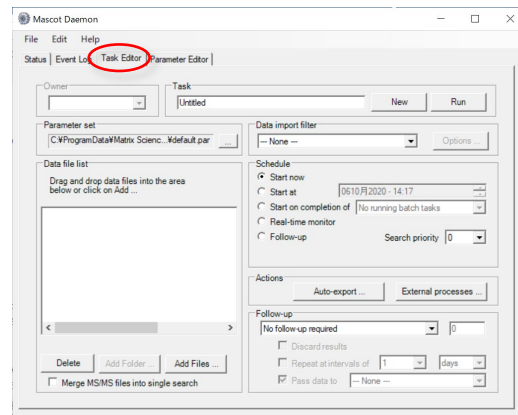 Mascot Daemon
File Edit Help
Status Event Log Task Editor Parameter Editor
Owner
Task
Untitled
New
Run
Parameter set
C:¥ProgramData¥Matrix Scienc...¥default.par
...
Data import filter
-- None --
Options ...
Data file list
Drag and drop data files into the area
below or click on Add ...
Schedule
Start now
Start at 0610月2020 - 14:17
Start on completion of No running batch tasks
Real-time monitor
Follow-up
Search priority 0
Actions
Auto-export ...
External processes ...
Follow-up
No follow-up required
0
Discard results
Repeat at intervals of 1 days
Pass data to -- None --
Delete
Add Folder ...
Add Files ...
Merge MS/MS files into single search